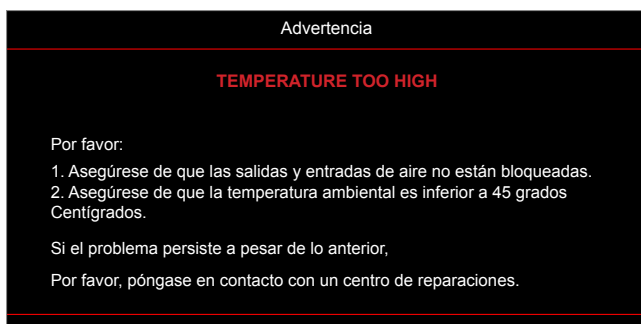 Advertencia
TEMPERATURE TOO HIGH
Por favor:
1. Asegúrese de que las salidas y entradas de aire no están bloqueadas.
2. Asegúrese de que la temperatura ambiental es inferior a 45 grados
Centígrados.
Si el problema persiste a pesar de lo anterior,
Por favor, póngase en contacto con un centro de reparaciones.